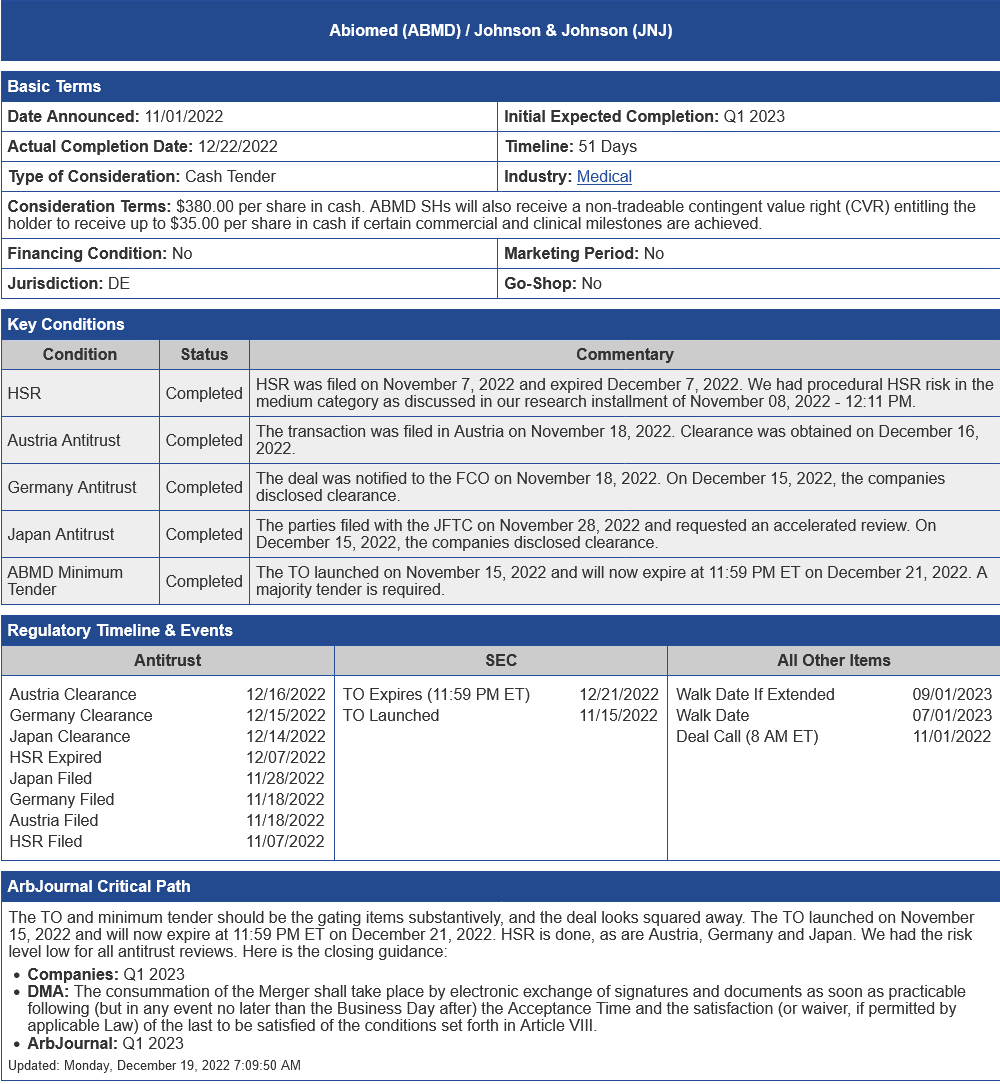 Abiomed (ABMD) / Johnson & Johnson (JNJ)
Basic Terms
Date Announced: 11/01/2022
Initial Expected Completion: Q1 2023
Actual Completion Date: 12/22/2022
Timeline: 51 Days
Type of Consideration: Cash Tender
Industry: Medical
Consideration Terms: $380.00 per share in cash. ABMD SHs will also receive a non-tradeable contingent value right (CVR) entitling the
holder to receive up to $35.00 per share in cash if certain commercial and clinical milestones are achieved.
Financing Condition: No
Marketing Period: No
Jurisdiction: DE
Go-Shop: No
Key Conditions
Condition Status Commentary
HSR Completed
HSR was filed on November 7, 2022 and expired December 7, 2022. We had procedural HSR risk in the
medium category as discussed in our research installment of November 08, 2022 - 12:11 PM.
Austria Antitrust Completed
The transaction was filed in Austria on November 18, 2022. Clearance was obtained on December 16,
2022.
Germany Antitrust Completed
The deal was notified to the FCO on November 18, 2022. On December 15, 2022, the companies
disclosed clearance.
Japan Antitrust Completed
The parties filed with the JFTC on November 28, 2022 and requested an accelerated review. On
December 15, 2022, the companies disclosed clearance.
ABMD Minimum
Tender
Completed
The TO launched on November 15, 2022 and will now expire at 11:59 PM ET on December 21, 2022. A
majority tender is required.
Regulatory Timeline & Events
Antitrust
Austria Clearance 12/16/2022
Germany Clearance 12/15/2022
Japan Clearance 12/14/2022
HSR Expired 12/07/2022
Japan Filed 11/28/2022
Germany Filed 11/18/2022
Austria Filed 11/18/2022
HSR Filed 11/07/2022
SEC
TO Expires (11:59 PM ET) 12/21/2022
TO Launched 11/15/2022
All Other Items
Walk Date If Extended 09/01/2023
Walk Date 07/01/2023
Deal Call (8 AM ET) 11/01/2022
ArbJournal Critical Path
The TO and minimum tender should be the gating items substantively, and the deal looks squared away. The TO launched on November
15, 2022 and will now expire at 11:59 PM ET on December 21, 2022. HSR is done, as are Austria, Germany and Japan. We had the risk
level low for all antitrust reviews. Here is the closing guidance:
• Companies: Q1 2023
• DMA: The consummation of the Merger shall take place by electronic exchange of signatures and documents as soon as practicable
following (but in any event no later than the Business Day after) the Acceptance Time and the satisfaction (or waiver, if permitted by
applicable Law) of the last to be satisfied of the conditions set forth in Article VIII.
• ArbJournal: Q1 2023
Updated: Monday, December 19, 2022 7:09:50 AM